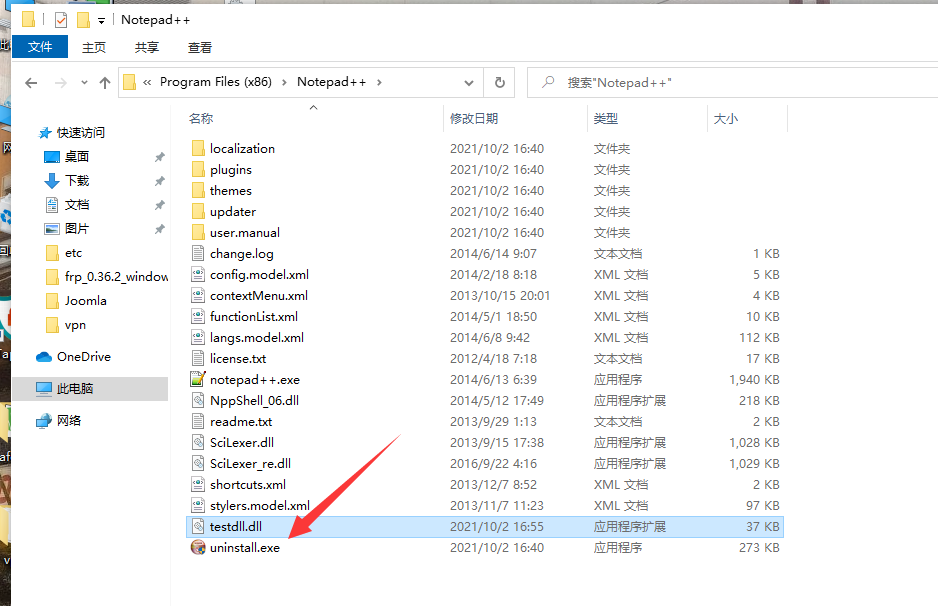 Notepad++
文件 主页 共享 查看
« Program Files (x86) › Notepad++ › 搜索"Notepad++"
名称 修改日期 类型 大小
快速访问
桌面
下载
文档
图片
etc
frp_0.36.2_window
Joomla
vpn
OneDrive
此电脑
网络
localization 2021/10/2 16:40 文件夹
plugins 2021/10/2 16:40 文件夹
themes 2021/10/2 16:40 文件夹
updater 2021/10/2 16:40 文件夹
user.manual 2021/10/2 16:40 文件夹
change.log 2014/6/14 9:07 文本文档 1 KB
config.model.xml 2014/2/18 8:18 XML 文档 5 KB
contextMenu.xml 2013/10/15 20:01 XML 文档 4 KB
functionList.xml 2014/5/1 18:50 XML 文档 10 KB
langs.model.xml 2014/6/8 9:42 XML 文档 112 KB
license.txt 2012/4/18 7:18 文本文档 17 KB
notepad++.exe 2014/6/13 6:39 应用程序 1,940 KB
NppShell_06.dll 2014/5/12 17:49 应用程序扩展 218 KB
readme.txt 2013/9/29 1:13 文本文档 2 KB
SciLexer.dll 2013/9/15 17:38 应用程序扩展 1,028 KB
SciLexer_re.dll 2016/9/22 4:16 应用程序扩展 1,029 KB
shortcuts.xml 2013/12/7 8:52 XML 文档 2 KB
stylers.model.xml 2013/11/7 11:23 XML 文档 97 KB
testdll.dll 2021/10/2 16:55 应用程序扩展 37 KB
uninstall.exe 2021/10/2 16:40 应用程序 273 KB